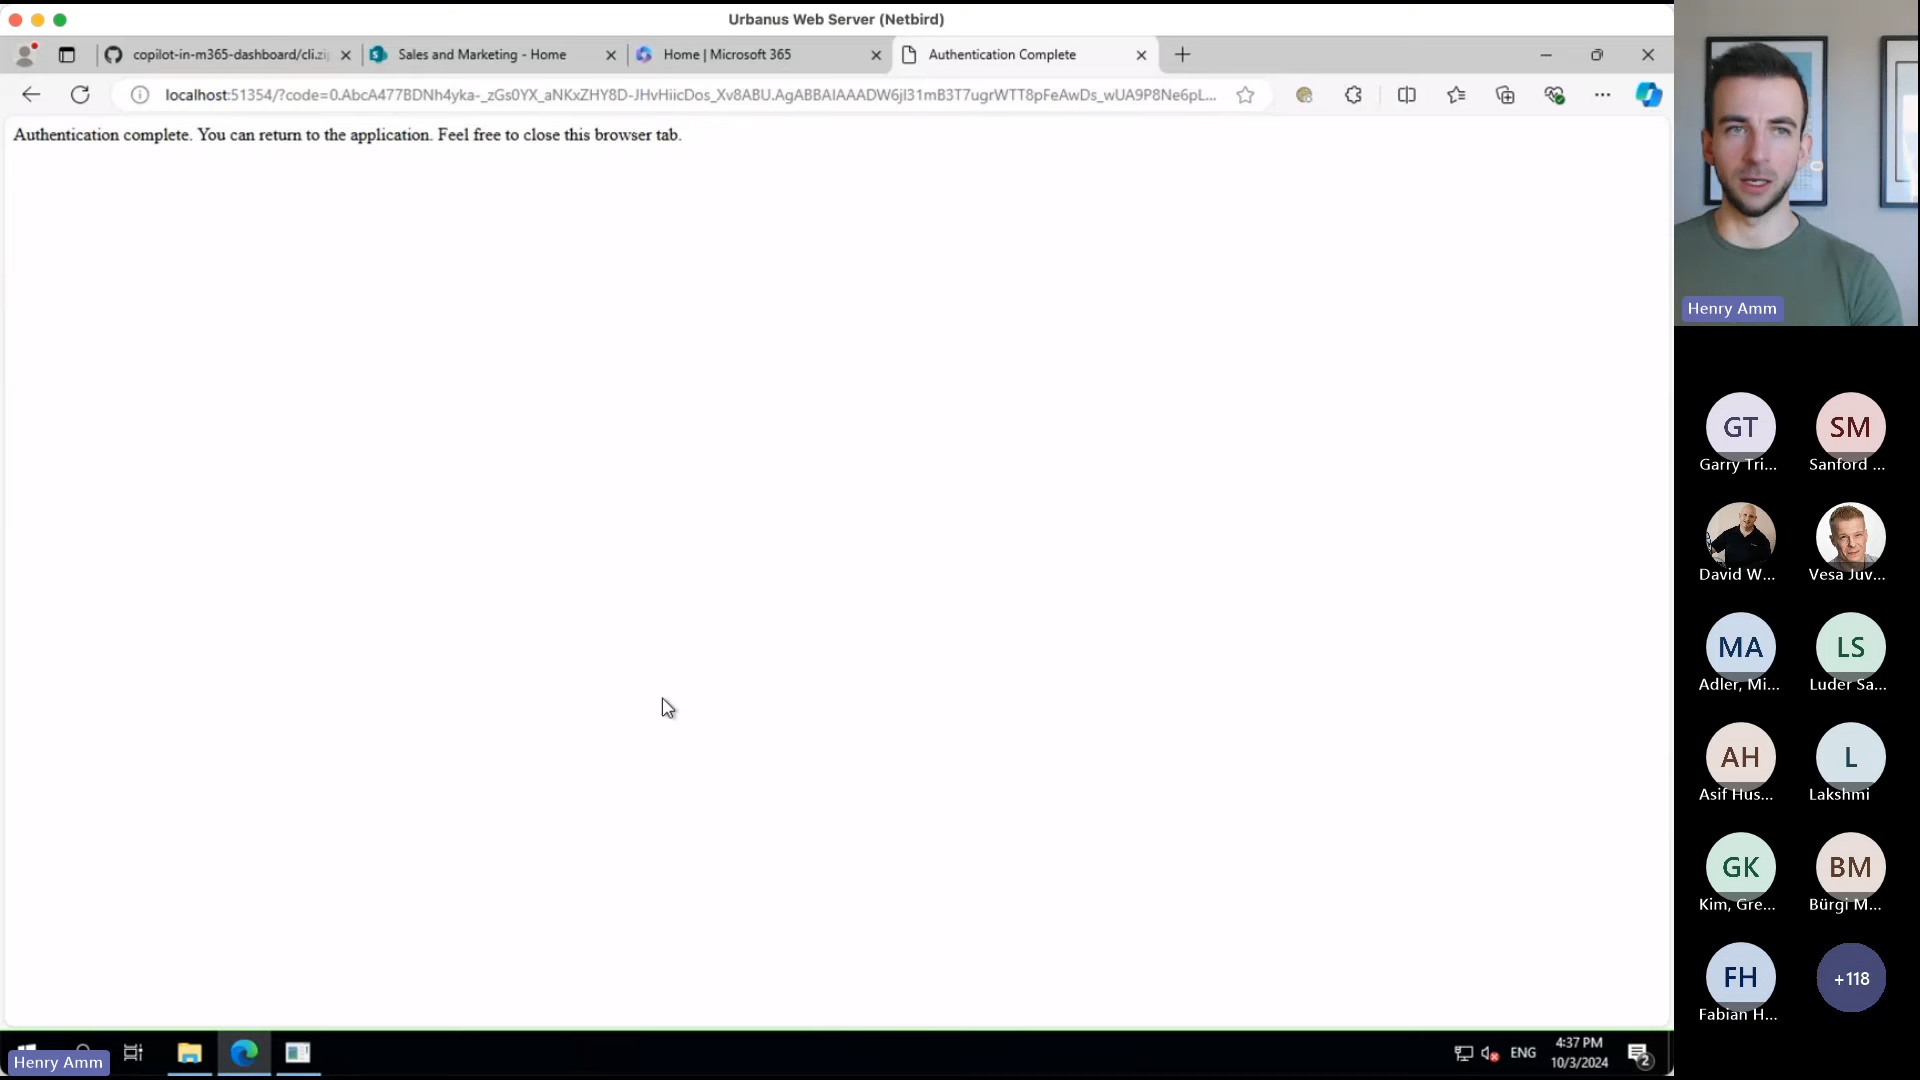 Urbanus Web Server (Netbird)
copilot-in-m365-dashboard/cli.zi
Sales and Marketing - Home
Home | Microsoft 365
Authentication Complete
localhost:51354/?code=0.AbcA477BDNh4yka-_zGs0YX_aNKxZHY8D-JHvHiicDos_Xv8ABU.AgABBAIAAADW6jl31mB3T7ugrWTT8pFeAwDs_wUA9P8Ne6pL...
Authentication complete. You can return to the application. Feel free to close this browser tab.
Henry Amm
GT
Garry Tri...
SM
Sanford ...
David W...
Vesa Juv...
MA
Adler, Mi...
LS
Luder Sa...
AH
Asif Hus...
L
Lakshmi
GK
Kim, Gre...
BM
Bürgi M...
FH
Fabian H...
+118
Henry Amm
ENG
4:37 PM
10/3/2024
2